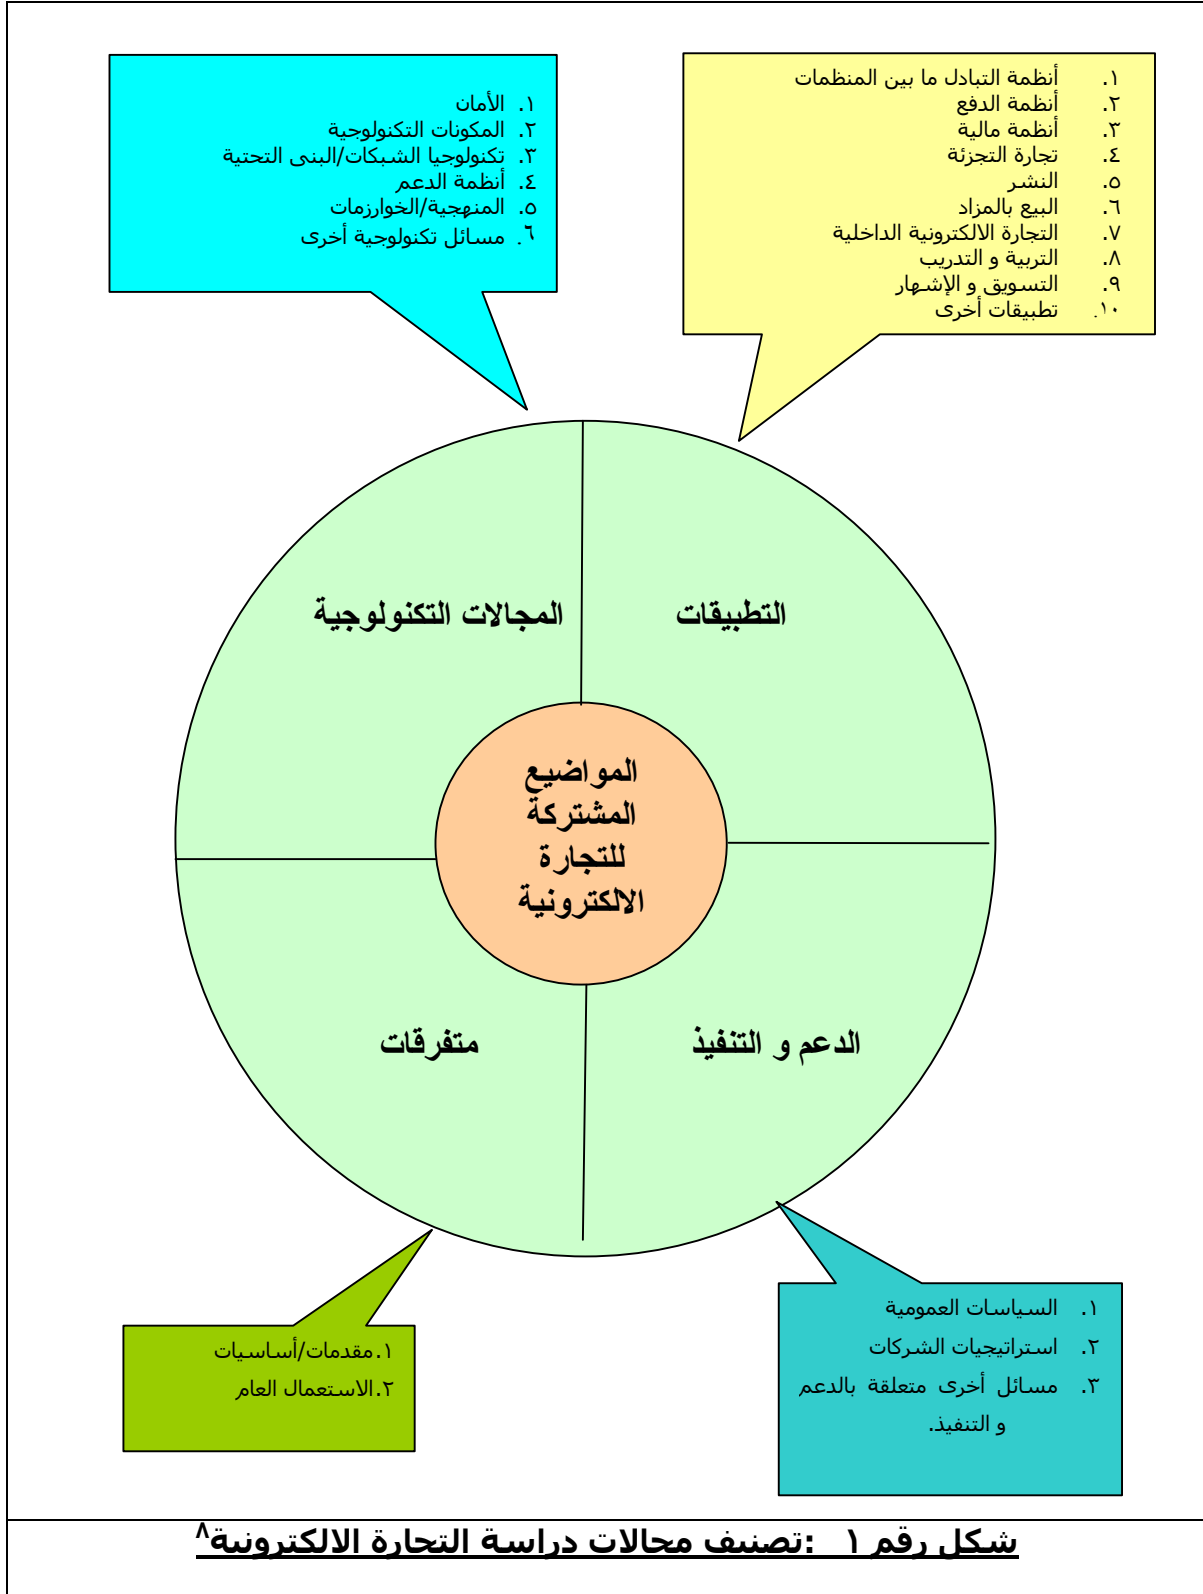 ١. أنظمة التبادل ما بين المنظمات
٢. أنظمة الدفع
٣. أنظمة مالية
٤. تجارة التجزئة
٥. النشر
٦. البيع بالمزاد
٧. التجارة الالكترونية الداخلية
٨. التربية و التدريب
٩. التسويق و الإشهار
١٠. تطبيقات أخرى
١. الأمان
٢. المكونات التكنولوجية
٣. تكنولوجيا الشبكات/البنى التحتية
٤. أنظمة الدعم
٥. المنهجية/الخوارزمات
٦. مسائل تكنولوجية أخرى
التطبيقات
المجالات التكنولوجية
المواضيع
المشتركة
للتجارة
الالكترونية
الدعم و التنفيذ
متفرقات
١. السياسات العمومية
٢. استراتيجيات الشركات
٣. مسائل أخرى متعلقة بالدعم
و التنفيذ.
١.مقدمات/أساسيات
٢.الاستعمال العام
شكل رقم ١ :تصنيف مجالات دراسة التجارة الالكترونية٨